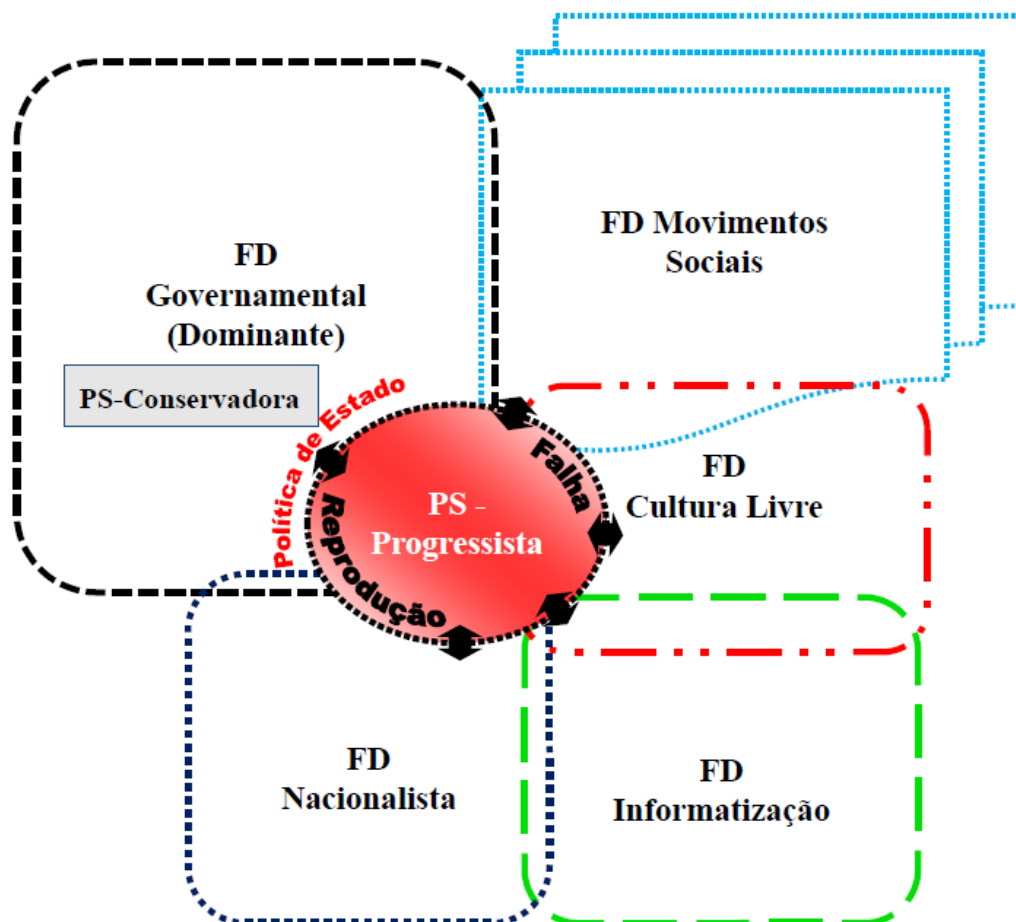 FD Movimentos
Sociais
FD
Governamental
(Dominante)
PS-Conservadora
Política de Estado
Falha
FD
Cultura Livre
PS -
Progressista
Reprodução
FD
Nacionalista
FD
Informatização